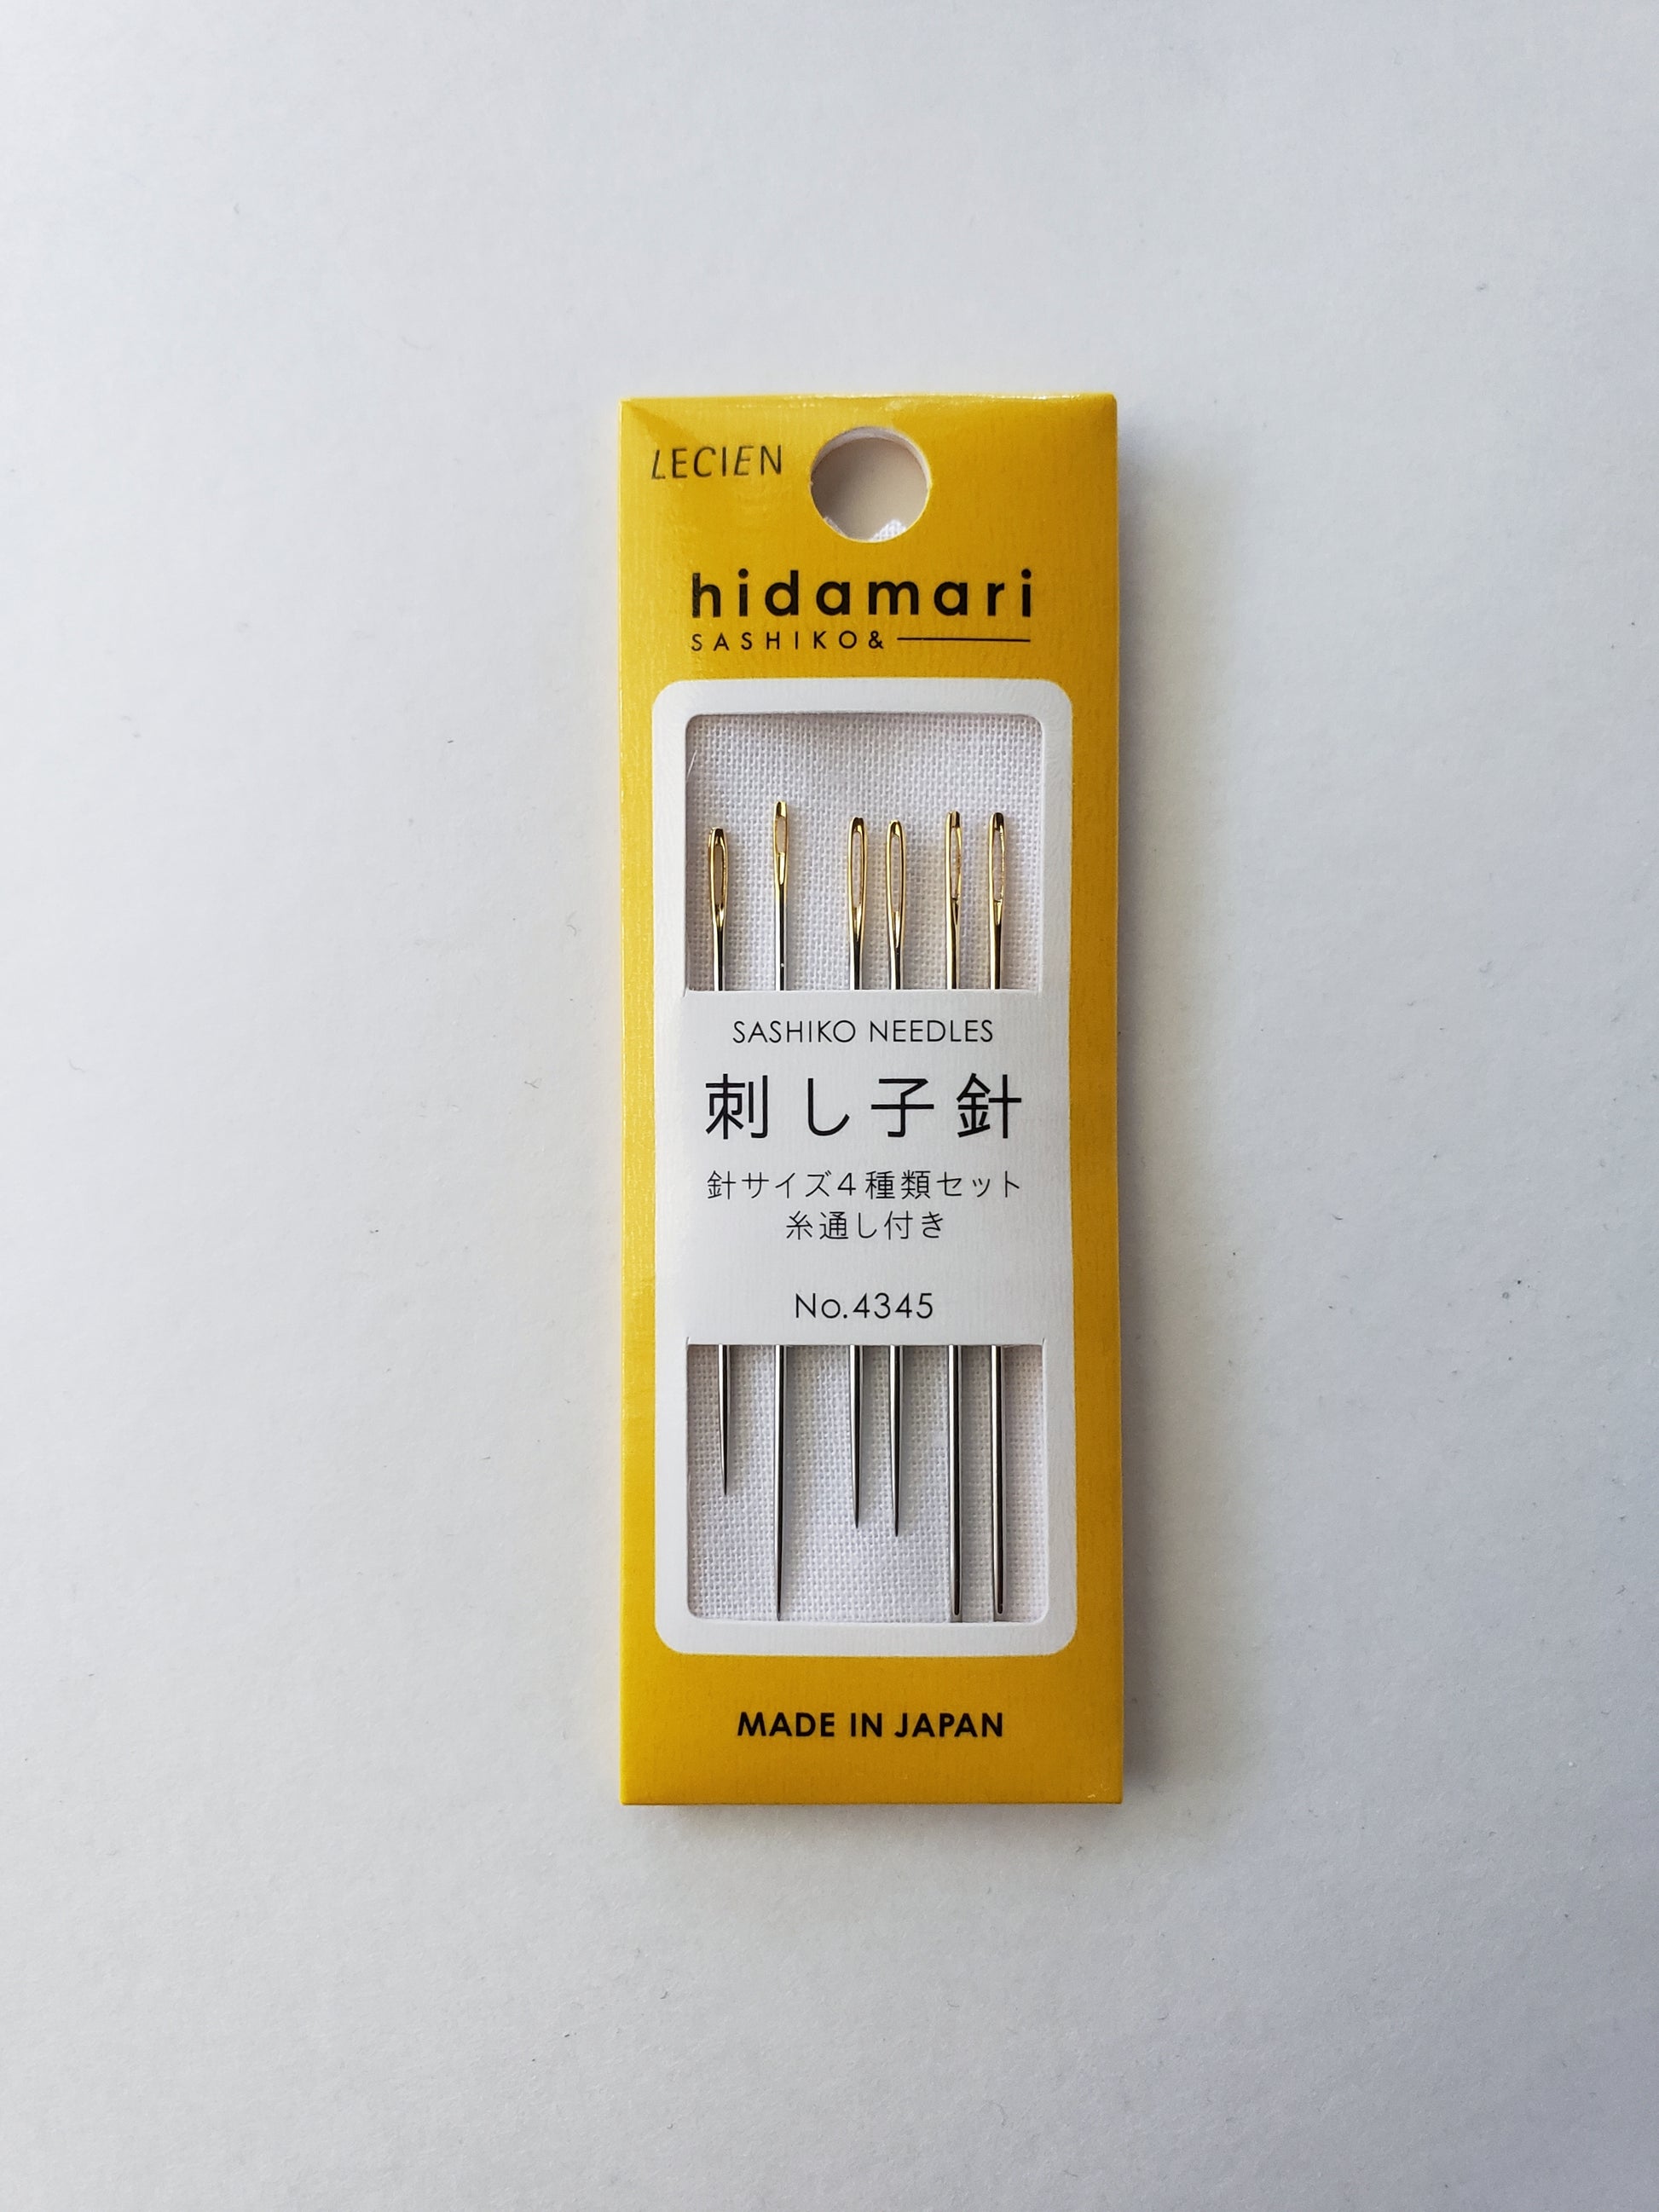 LECIEN
hidamari
SASHIKO&
SASHIKO NEEDLES
刺し子針
針サイズ4種類セット
糸通し付き
No.4345
MADE IN JAPAN